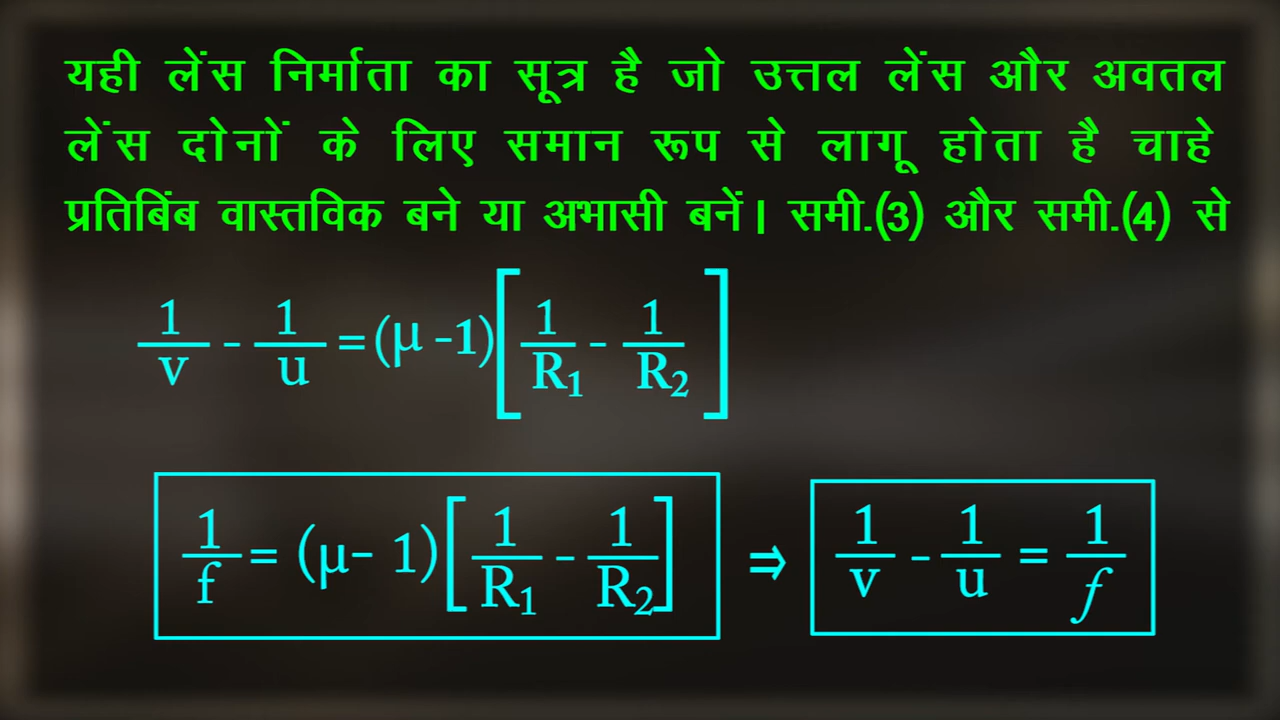 यही लेंस निर्माता का सूत्र है जो उत्तल लेंस और अवतल
लेंस दोनों के लिए समान रूप से लागू होता है चाहे
प्रतिबिंब वास्तविक बने या अभासी बनें। समी.(3) और समी.(4) से
1/v - 1/u = (μ -1)[1/R₁ - 1/R₂]
1/f = (μ- 1)[1/R₁ - 1/R₂] ⇒ 1/v - 1/u = 1/f